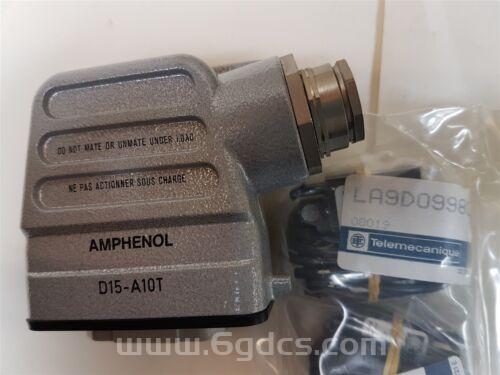 DO NOT MATE OR UNMATE UNDER LOAD
NE PAS ACTIONNER SOUS CHARGE
AMPHENOL
D15-A10T
LA9D0998
08019
Telemecanique
www.6gdcs.com